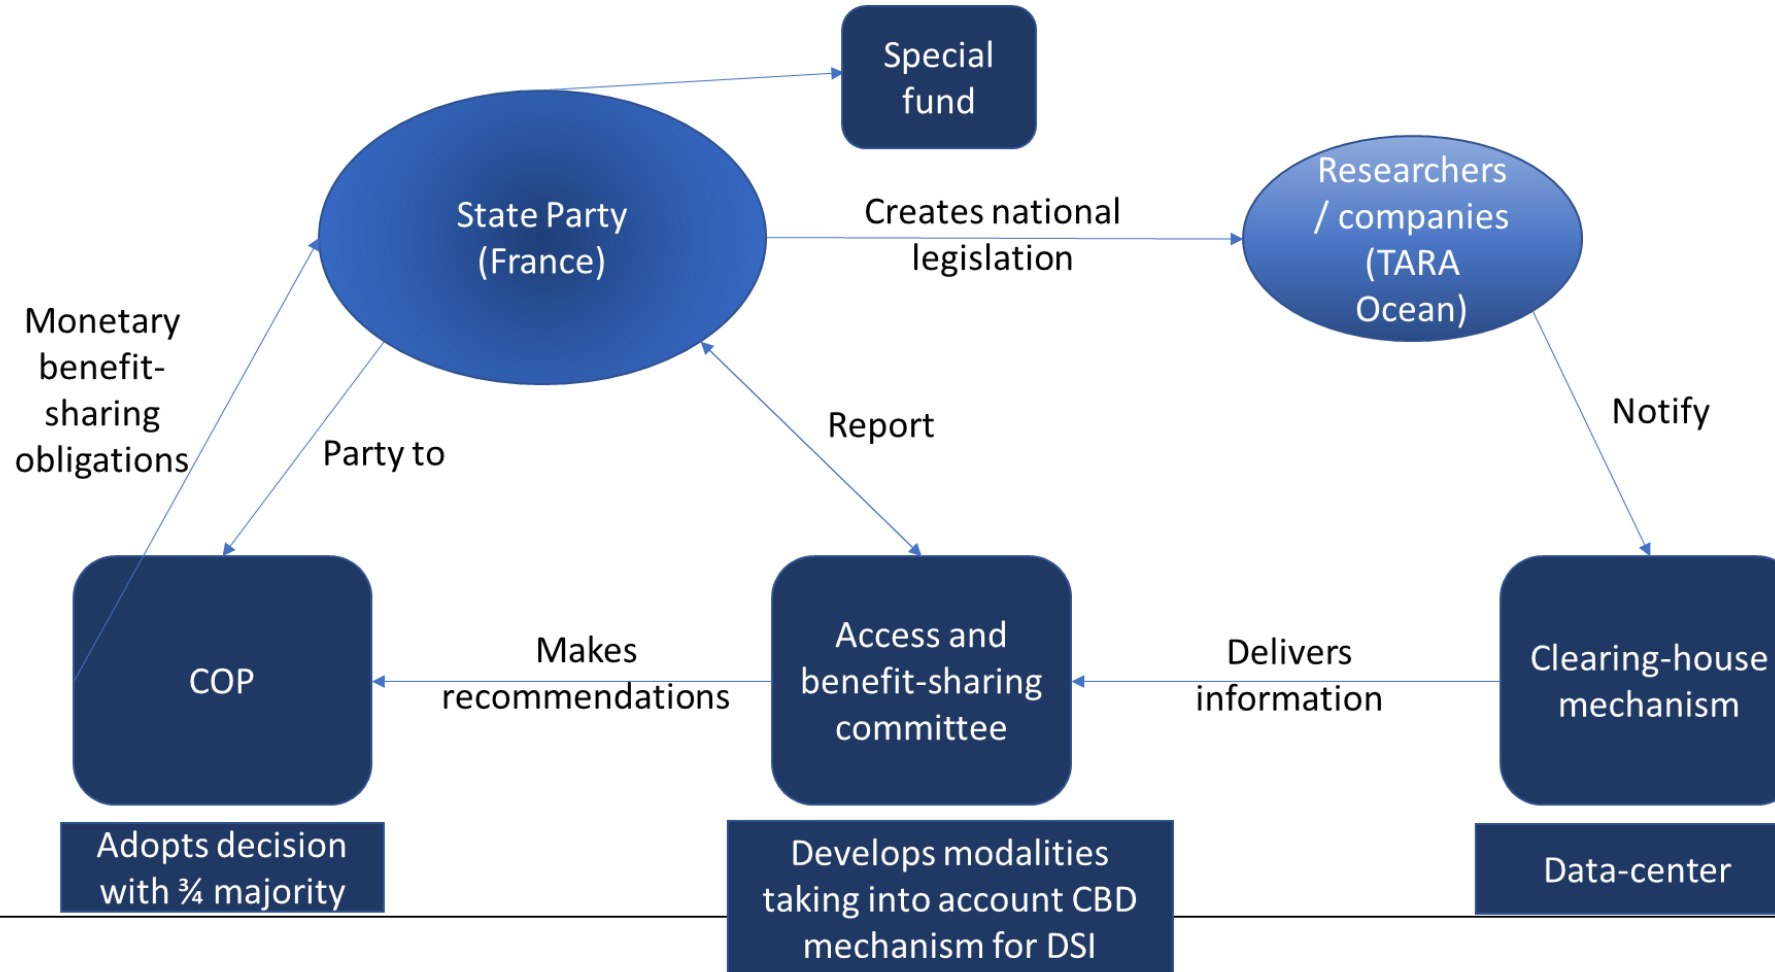 Special
fund
State Party
(France)
Creates national
legislation
Researchers
/ companies
(TARA
Ocean)
Monetary
benefit-
sharing
obligations
Party to
Report
Notify
COP
Makes
recommendations
Access and
benefit-sharing
committee
Delivers
information
Clearing-house
mechanism
Adopts decision
with ¾ majority
Develops modalities
taking into account CBD
mechanism for DSI
Data-center